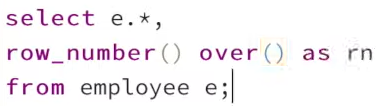 select e.*,
row_number() over() as rn
from employee e;